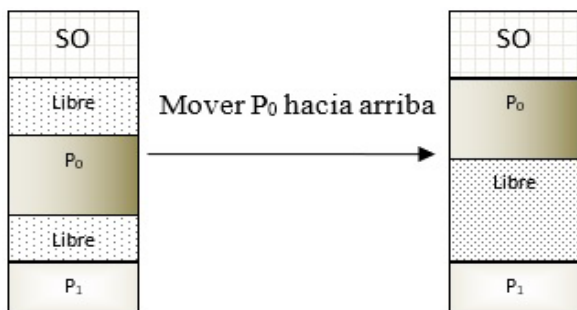 SO
Libre
P₀
Libre
P₁
Mover P₀ hacia arriba
SO
P₀
Libre
P₁